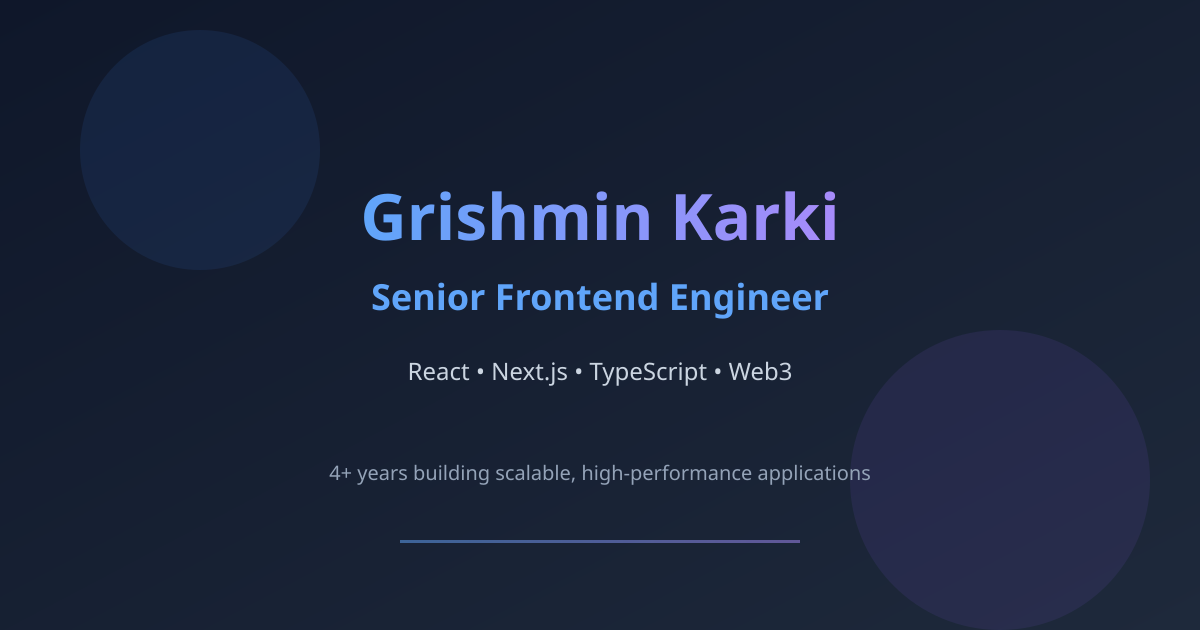 Grishmin Karki
Senior Frontend Engineer
React • Next.js • TypeScript • Web3
4+ years building scalable, high-performance applications